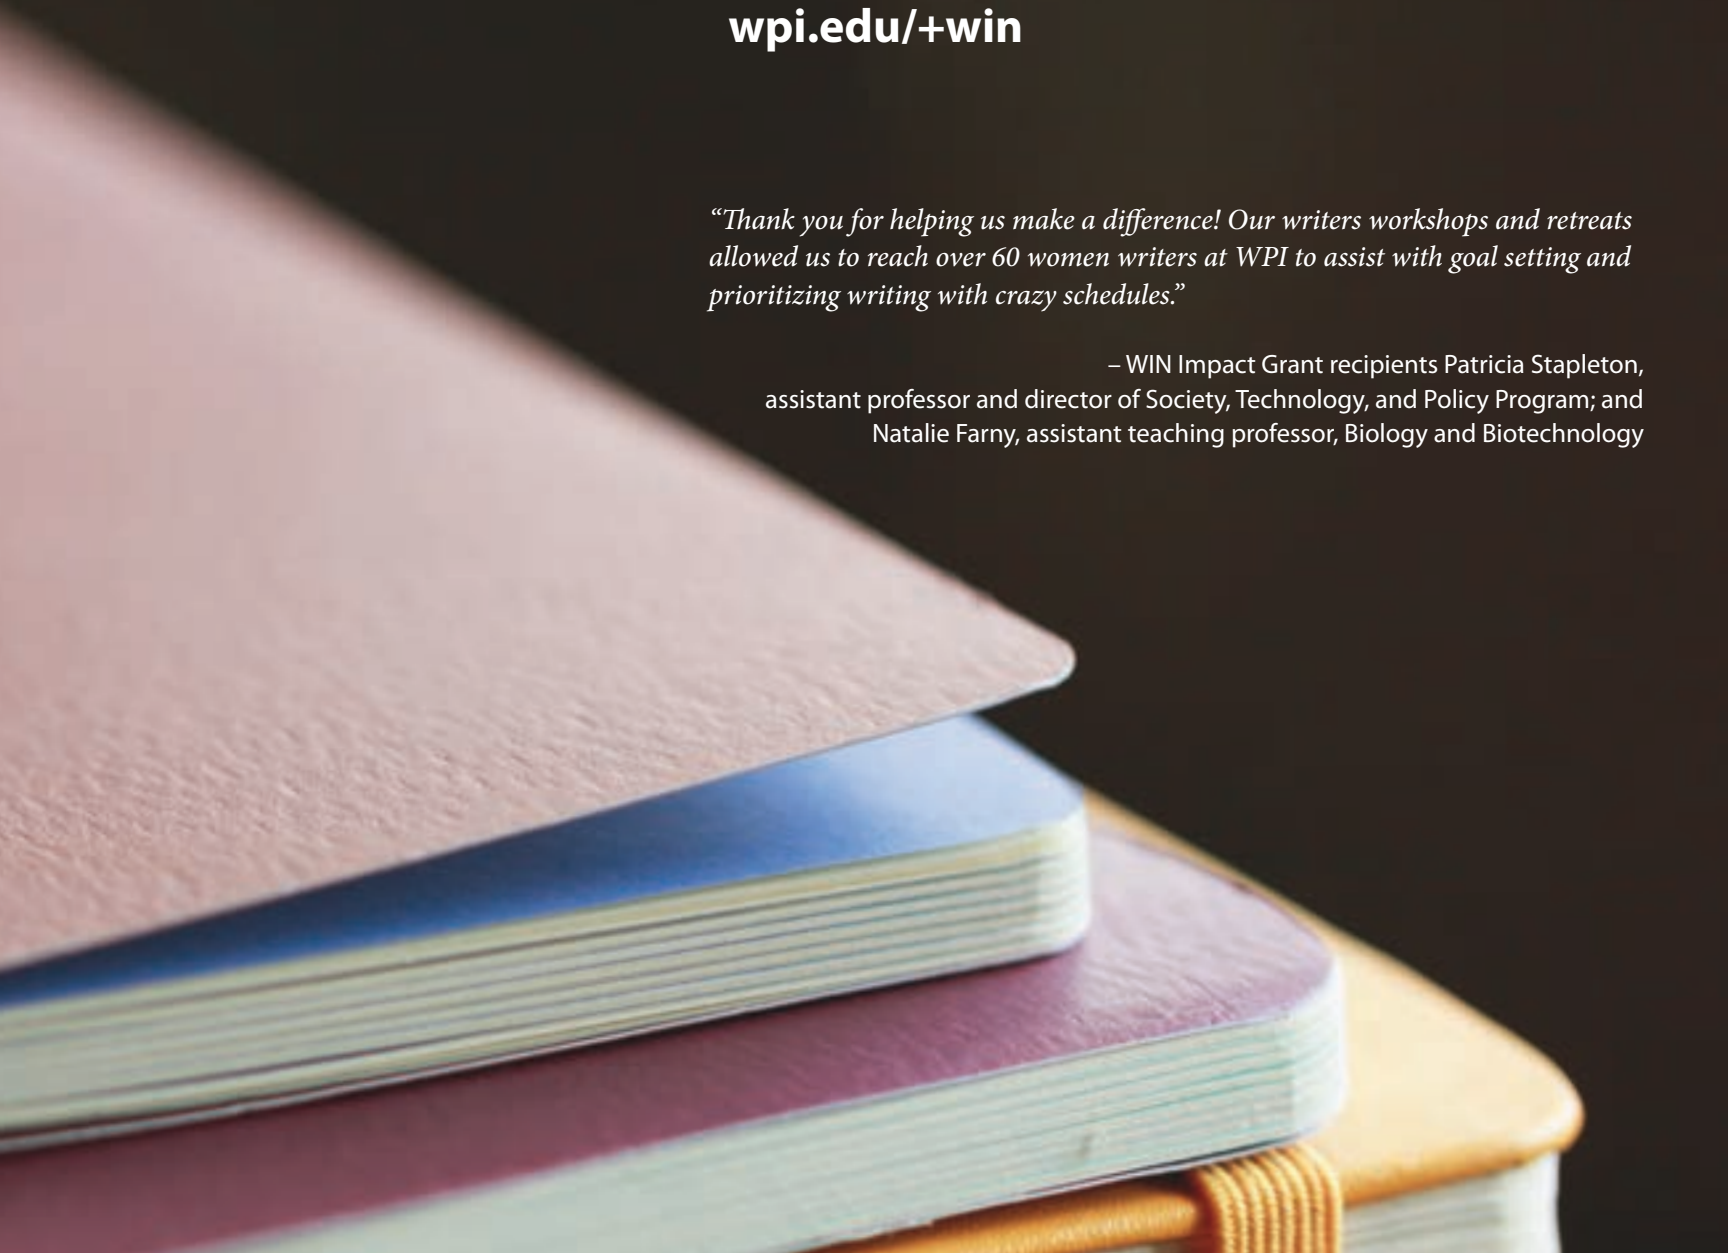 wpi.edu/+win
“Thank you for helping us make a difference! Our writers workshops and retreats
allowed us to reach over 60 women writers at WPI to assist with goal setting and
prioritizing writing with crazy schedules.”
– WIN Impact Grant recipients Patricia Stapleton,
assistant professor and director of Society, Technology, and Policy Program; and
Natalie Farny, assistant teaching professor, Biology and Biotechnology